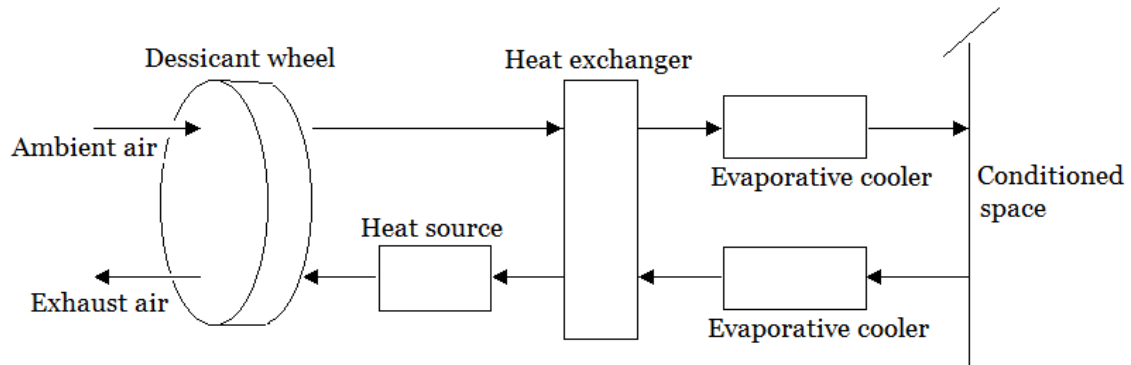 Dessicant wheel
Heat exchanger
Ambient air
Evaporative cooler
Conditioned
space
Heat source
Exhaust air
Evaporative cooler